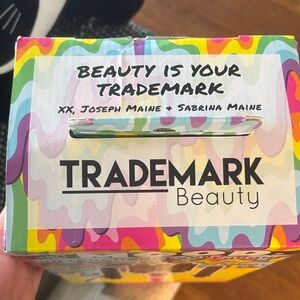 BEAUTY IS YOUR
TRADEMARK
XX, JOSEPH MAINE + SABRINA MAINE
TRADEMARK
Beauty